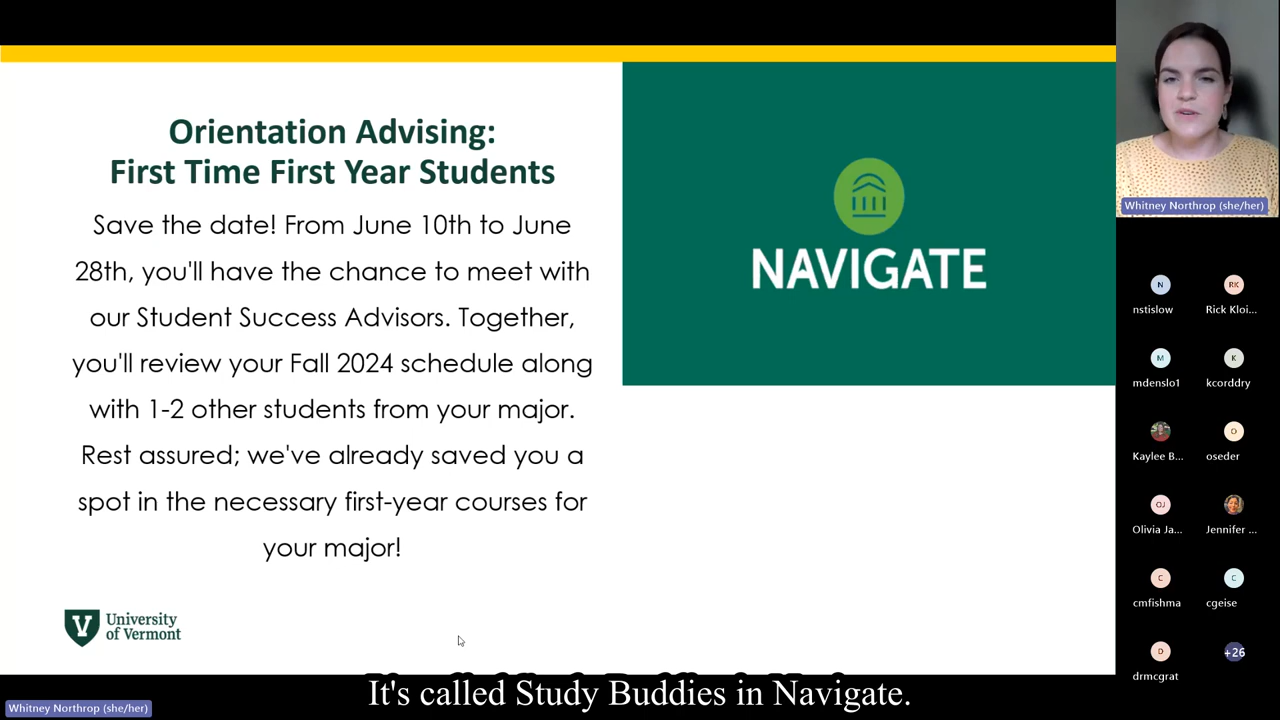 Orientation Advising:
First Time First Year Students
Save the date! From June 10th to June
28th, you'll have the chance to meet with
our Student Success Advisors. Together,
you'll review your Fall 2024 schedule along
with 1-2 other students from your major.
Rest assured; we've already saved you a
spot in the necessary first-year courses for
your major!
University
of Vermont
NAVIGATE
Whitney Northrop (she/her)
N
RK
nstislow
Rick Kloi...
M
K
mdenslo1
kcorddry
O
Kaylee B...
oseder
OJ
Olivia Ja...
Jennifer ...
C
C
cmfishma
cgeise
D
+26
drmcgrat
It's called Study Buddies in Navigate.
Whitney Northrop (she/her)